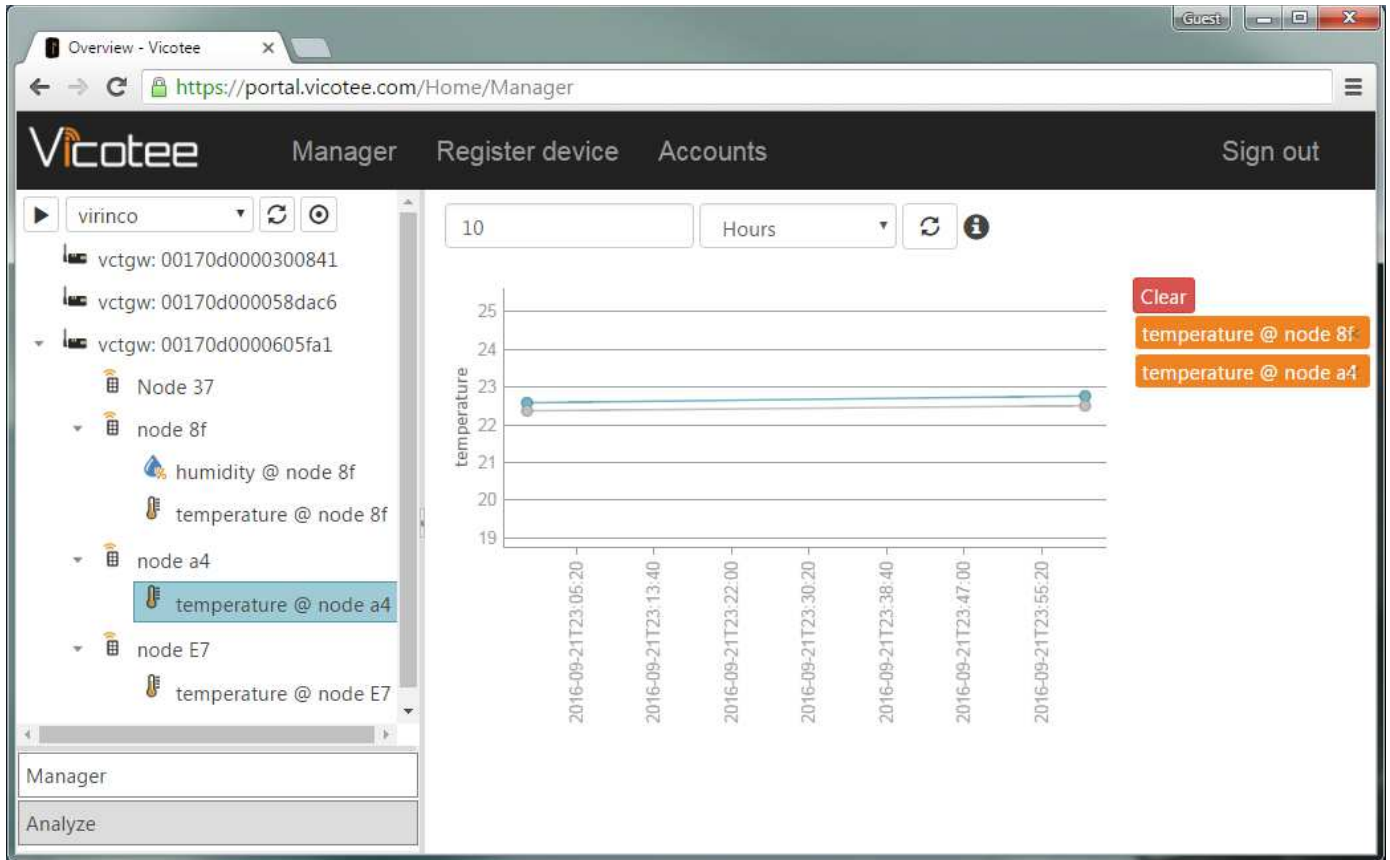 Guest
Overview - Vicotee
https://portal.vicotee.com/Home/Manager
Vicotee
Manager
Register device
Accounts
Sign out
virinco
vctgw: 00170d0000300841
vctgw: 00170d000058dac6
vctgw: 00170d0000605fa1
Node 37
node 8f
humidity @ node 8f
temperature @ node 8f
node a4
temperature @ node a4
node E7
temperature @ node E7
Manager
Analyze
10
Hours
temperature
25
24
23
22
21
20
19
2016-09-21T23:05:20
2016-09-21T23:13:40
2016-09-21T23:22:00
2016-09-21T23:30:20
2016-09-21T23:38:40
2016-09-21T23:47:00
2016-09-21T23:55:20
Clear
temperature @ node 8f
temperature @ node a4